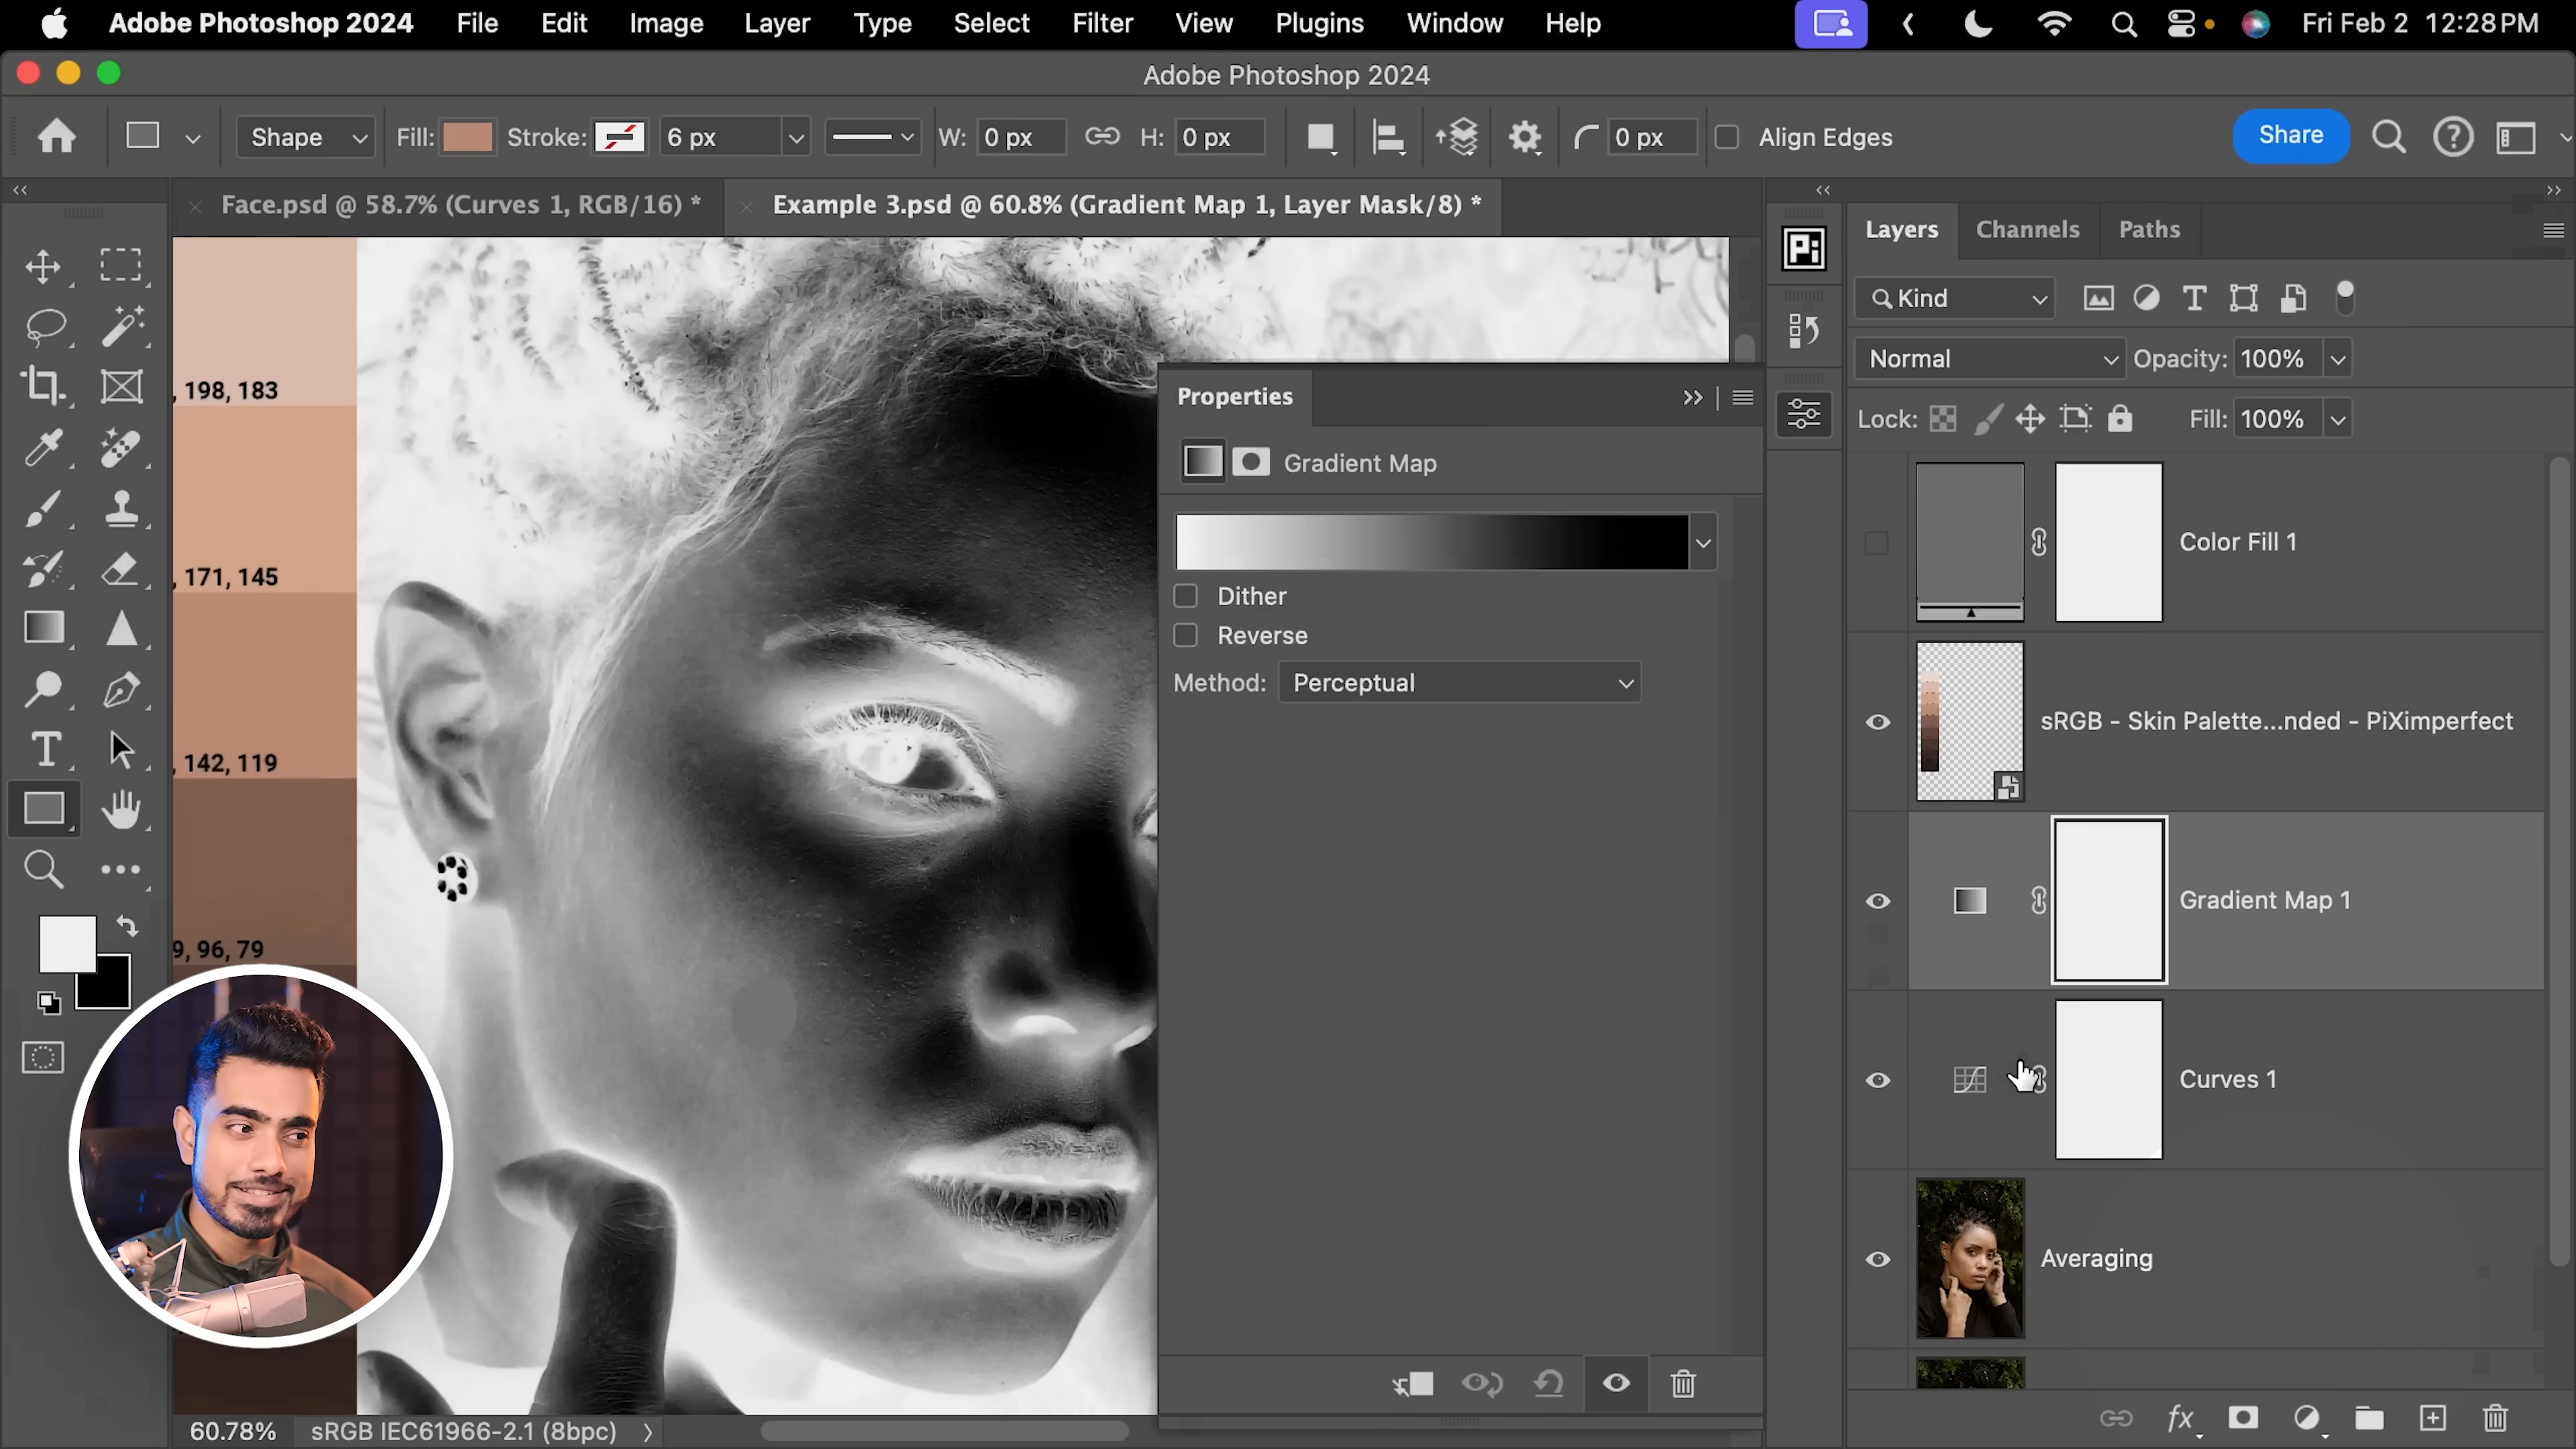 Adobe Photoshop 2024 File Edit Image Layer Type Select Filter View Plugins Window Help Fri Feb 2 12:28 PM
Adobe Photoshop 2024
Shape Fill: Stroke: 6 px W: 0 px H: 0 px 0 px Align Edges Share
Face.psd @ 58.7% (Curves 1, RGB/16) * Example 3.psd @ 60.8% (Gradient Map 1, Layer Mask/8) *
Layers Channels Paths
Pi
Kind
Normal Opacity: 100%
Lock: Fill: 100%
, 198, 183
, 171, 145
, 142, 119
9, 96, 79
Properties
Gradient Map
Dither
Reverse
Method: Perceptual
Color Fill 1
sRGB - Skin Palette...nded - PiXimperfect
Gradient Map 1
Curves 1
Averaging
60.78% sRGB IEC61966-2.1 (8bpc)
fx